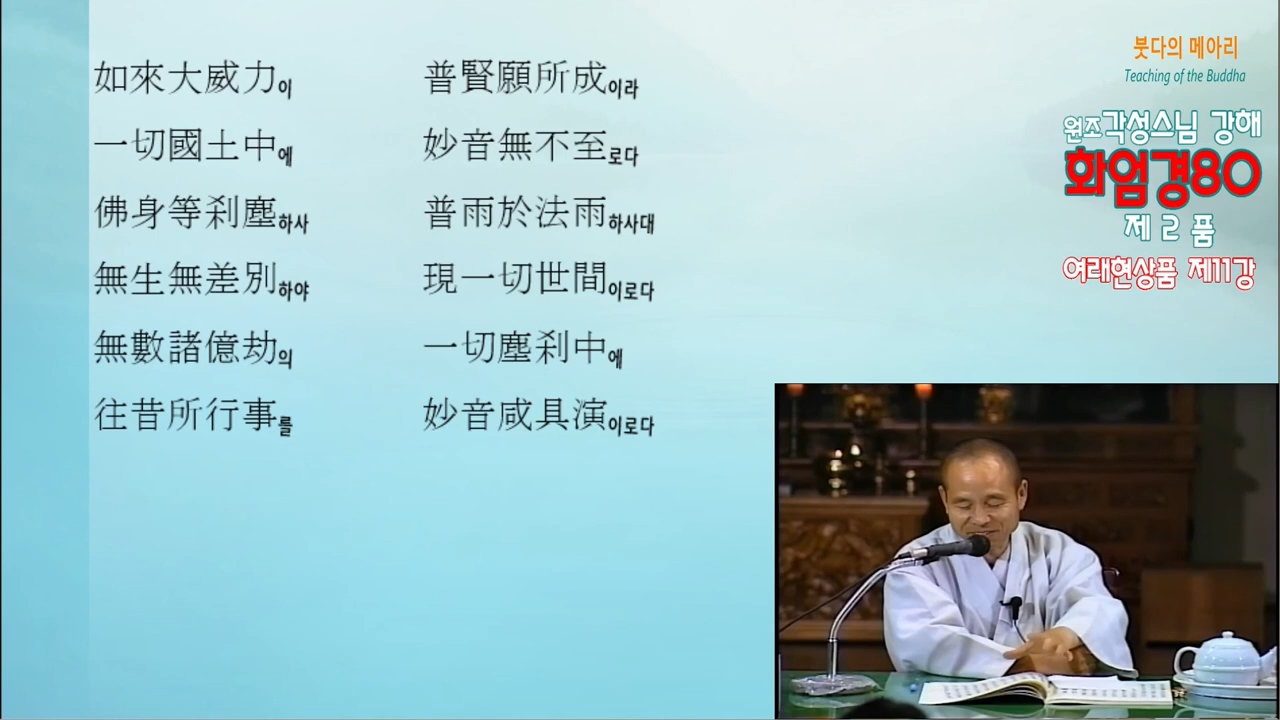 如來大威力이 普賢願所成이라
一切國土中에 妙音無不至로다
佛身等刹塵하사 普雨於法雨하사대
無生無差別하야 現一切世間이로다
無數諸億劫의 一切塵刹中에
往昔所行事를 妙音咸具演이로다
붓다의 메아리
Teaching of the Buddha
원조각성스님 강해
화엄경80
제2품
여래현상품 제11강